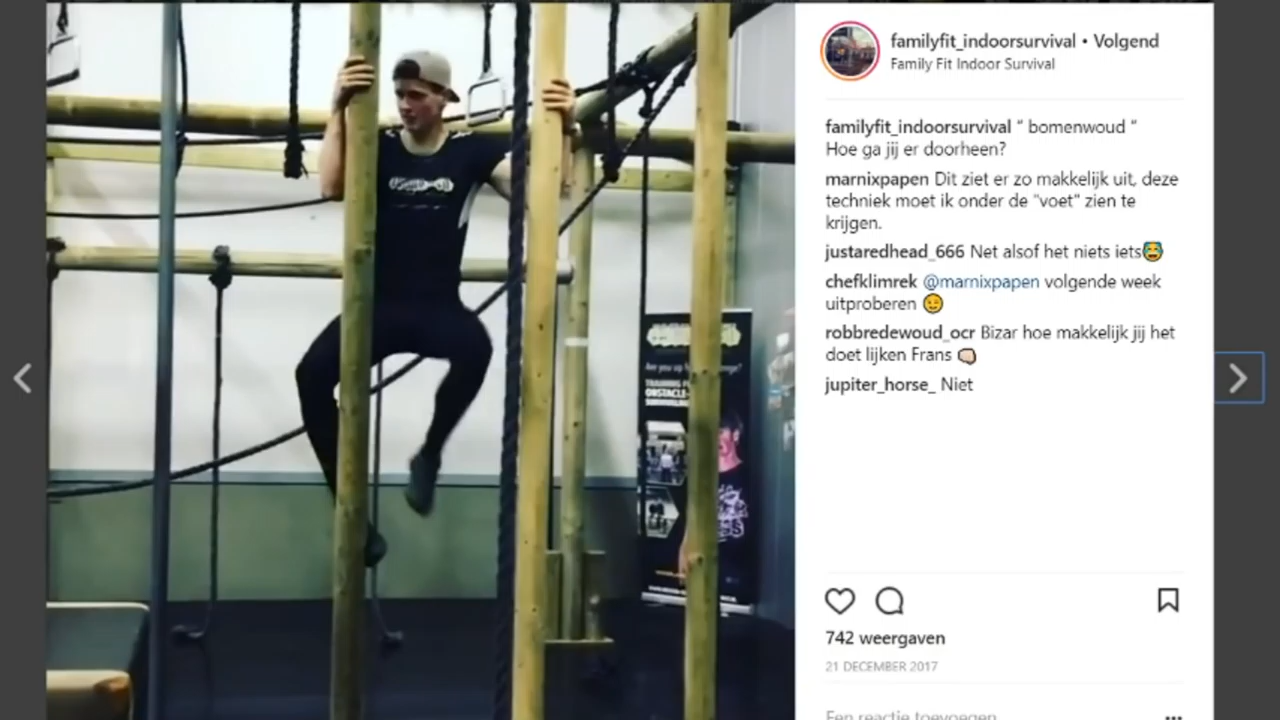 familyfit_indoorsurvival • Volgend
Family Fit Indoor Survival
familyfit_indoorsurvival “ bomenwoud “
Hoe ga jij er doorheen?
marnixpapen Dit ziet er zo makkelijk uit, deze
techniek moet ik onder de "voet" zien te
krijgen.
justaredhead_666 Net alsof het niets iets😅
chefklimrek @marnixpapen volgende week
uitproberen 😉
robbredewoud_ocr Bizar hoe makkelijk jij het
doet lijken Frans 👊🏻
jupiter_horse_ Niet
742 weergaven
21 DECEMBER 2017
Een reactie toevoegen
Are you up